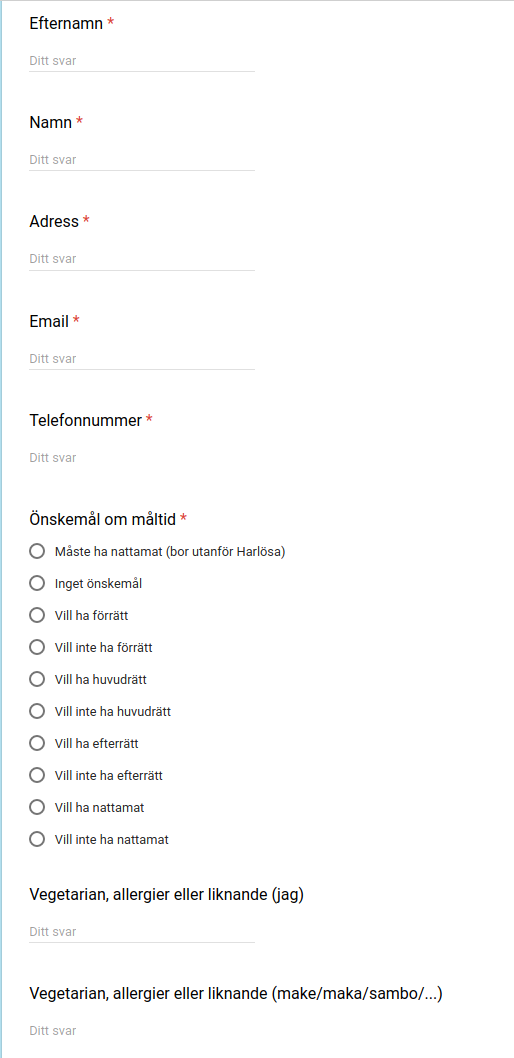 Efternamn *
Ditt svar
Namn *
Ditt svar
Adress *
Ditt svar
Email *
Ditt svar
Telefonnummer *
Ditt svar
Önskemål om måltid *
Måste ha nattamat (bor utanför Harlösa)
Inget önskemål
Vill ha förrätt
Vill inte ha förrätt
Vill ha huvudrätt
Vill inte ha huvudrätt
Vill ha efterrätt
Vill inte ha efterrätt
Vill ha nattamat
Vill inte ha nattamat
Vegetarian, allergier eller liknande (jag)
Ditt svar
Vegetarian, allergier eller liknande (make/maka/sambo/...)
Ditt svar